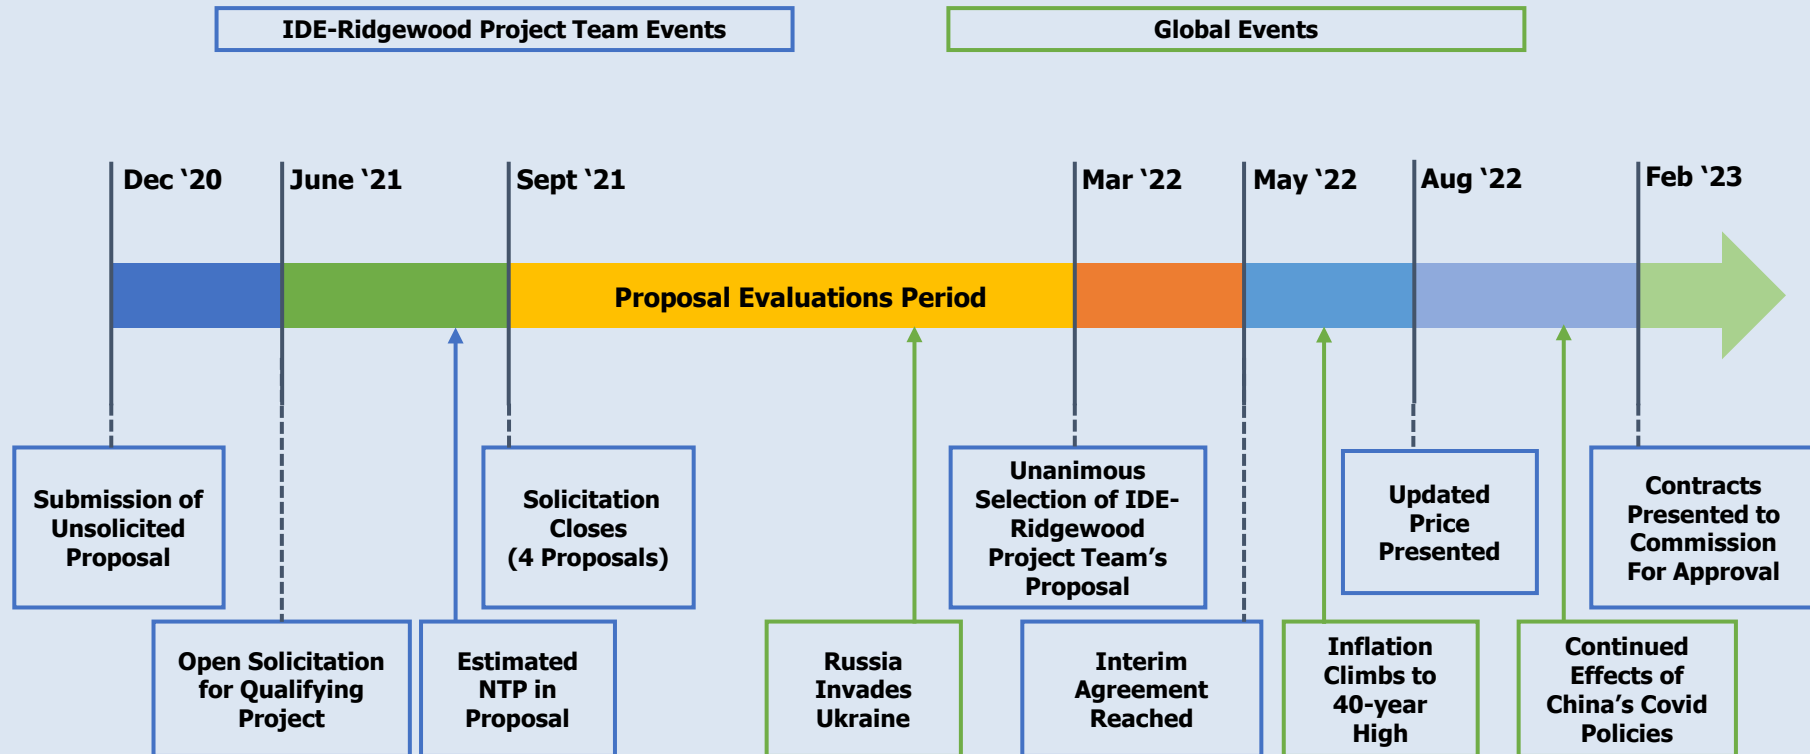 IDE-Ridgewood Project Team Events
Global Events
Dec ‘20
June ‘21
Sept ‘21
Mar ‘22
May ‘22
Aug ‘22
Feb ‘23
Proposal Evaluations Period
Submission of
Unsolicited
Proposal
Solicitation
Closes
(4 Proposals)
Unanimous
Selection of IDE-
Ridgewood
Project Team’s
Proposal
Updated
Price
Presented
Contracts
Presented to
Commission
For Approval
Open Solicitation
for Qualifying
Project
Estimated
NTP in
Proposal
Russia
Invades
Ukraine
Interim
Agreement
Reached
Inflation
Climbs to
40-year
High
Continued
Effects of
China’s Covid
Policies